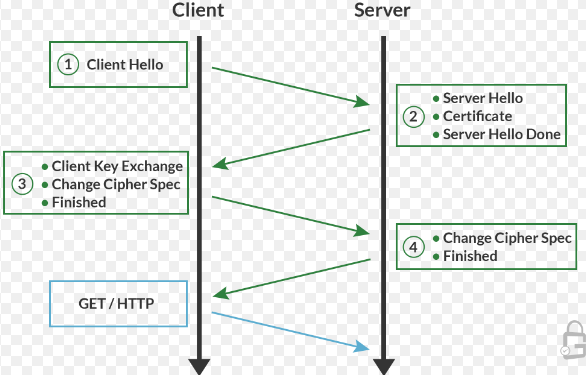 Client
Server
1 Client Hello
2
• Server Hello
• Certificate
• Server Hello Done
3
• Client Key Exchange
• Change Cipher Spec
• Finished
4
• Change Cipher Spec
• Finished
GET / HTTP